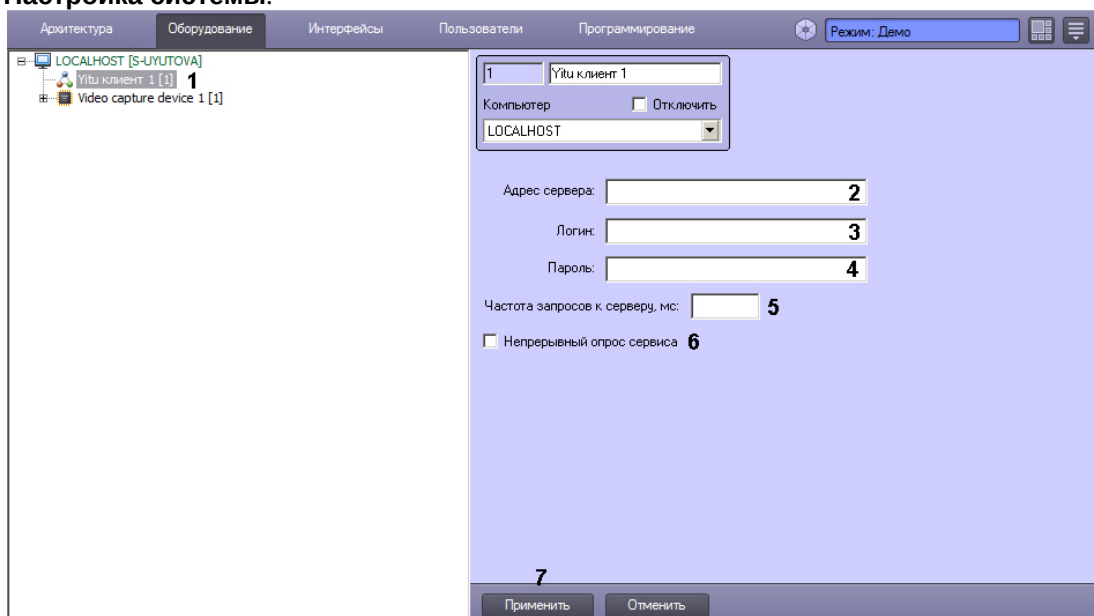 Настройка системы.
Архитектура Оборудование Интерфейсы Пользователи Программирование Режим: Демо
LOCALHOST [S-UYUTOVA]
Yitu клиент 1 [1] 1
Video capture device 1 [1]
1 Yitu клиент 1
Компьютер Отключить
LOCALHOST
Адрес сервера: 2
Логин: 3
Пароль: 4
Частота запросов к серверу, мс: 5
Непрерывный опрос сервиса 6
7
Применить Отменить